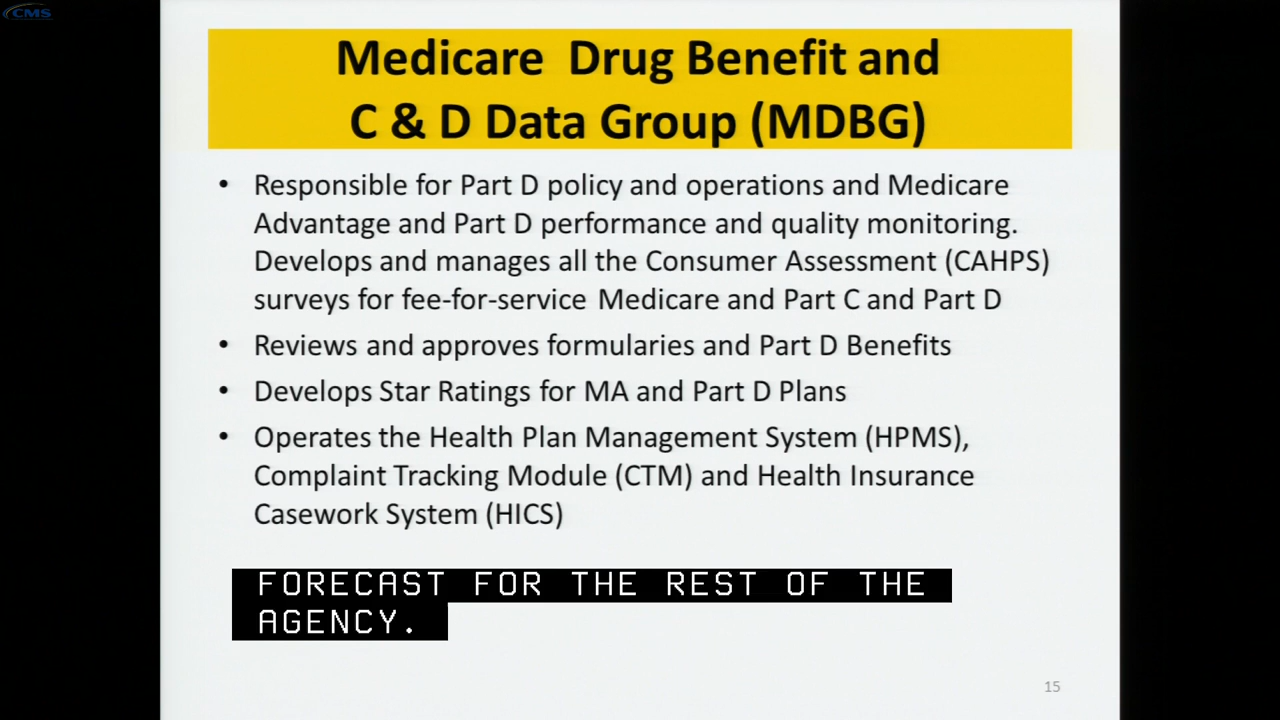 CMS
Medicare Drug Benefit and
C & D Data Group (MDBG)
• Responsible for Part D policy and operations and Medicare
Advantage and Part D performance and quality monitoring.
Develops and manages all the Consumer Assessment (CAHPS)
surveys for fee-for-service Medicare and Part C and Part D
• Reviews and approves formularies and Part D Benefits
• Develops Star Ratings for MA and Part D Plans
• Operates the Health Plan Management System (HPMS),
Complaint Tracking Module (CTM) and Health Insurance
Casework System (HICS)
FORECAST FOR THE REST OF THE
AGENCY.
15